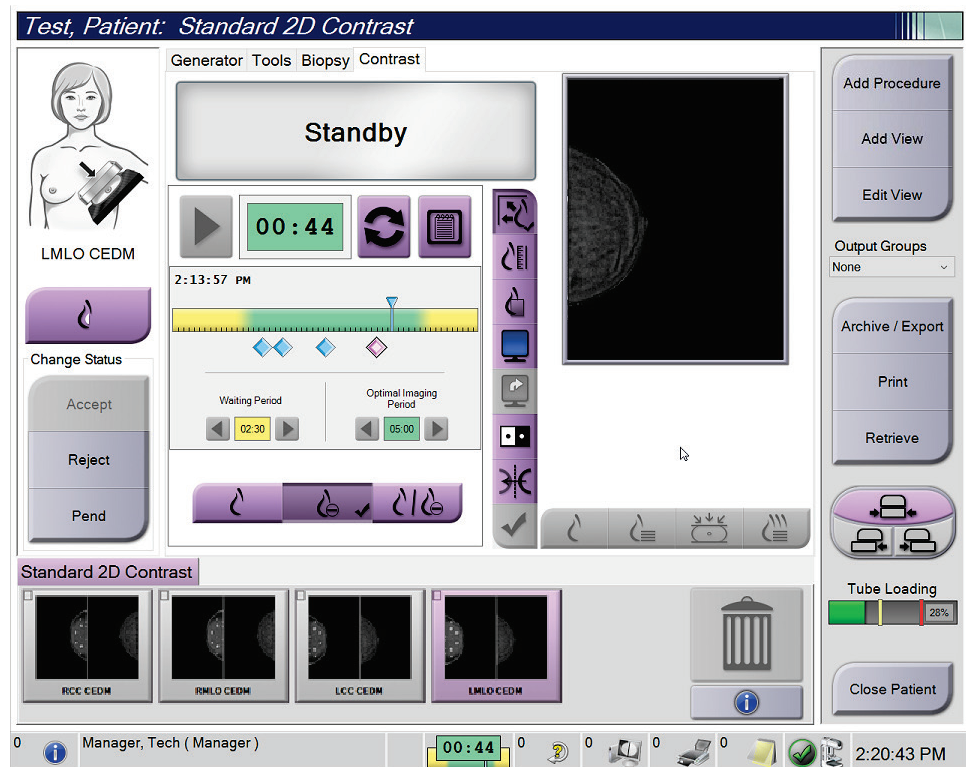 Test, Patient:  Standard 2D Contrast
Generator Tools Biopsy Contrast
Standby
LMLO CEDM
Change Status
Accept
Reject
Pend
00:44
2:13:57 PM
Waiting Period
02:30
Optimal Imaging
Period
05:00
Add Procedure
Add View
Edit View
Output Groups
None
Archive / Export
Print
Retrieve
Tube Loading
28%
Close Patient
Standard 2D Contrast
RCC CEDM
RMLO CEDM
LCC CEDM
LMLO CEDM
0
Manager, Tech ( Manager )
00:44
0
0
0
0
2:20:43 PM